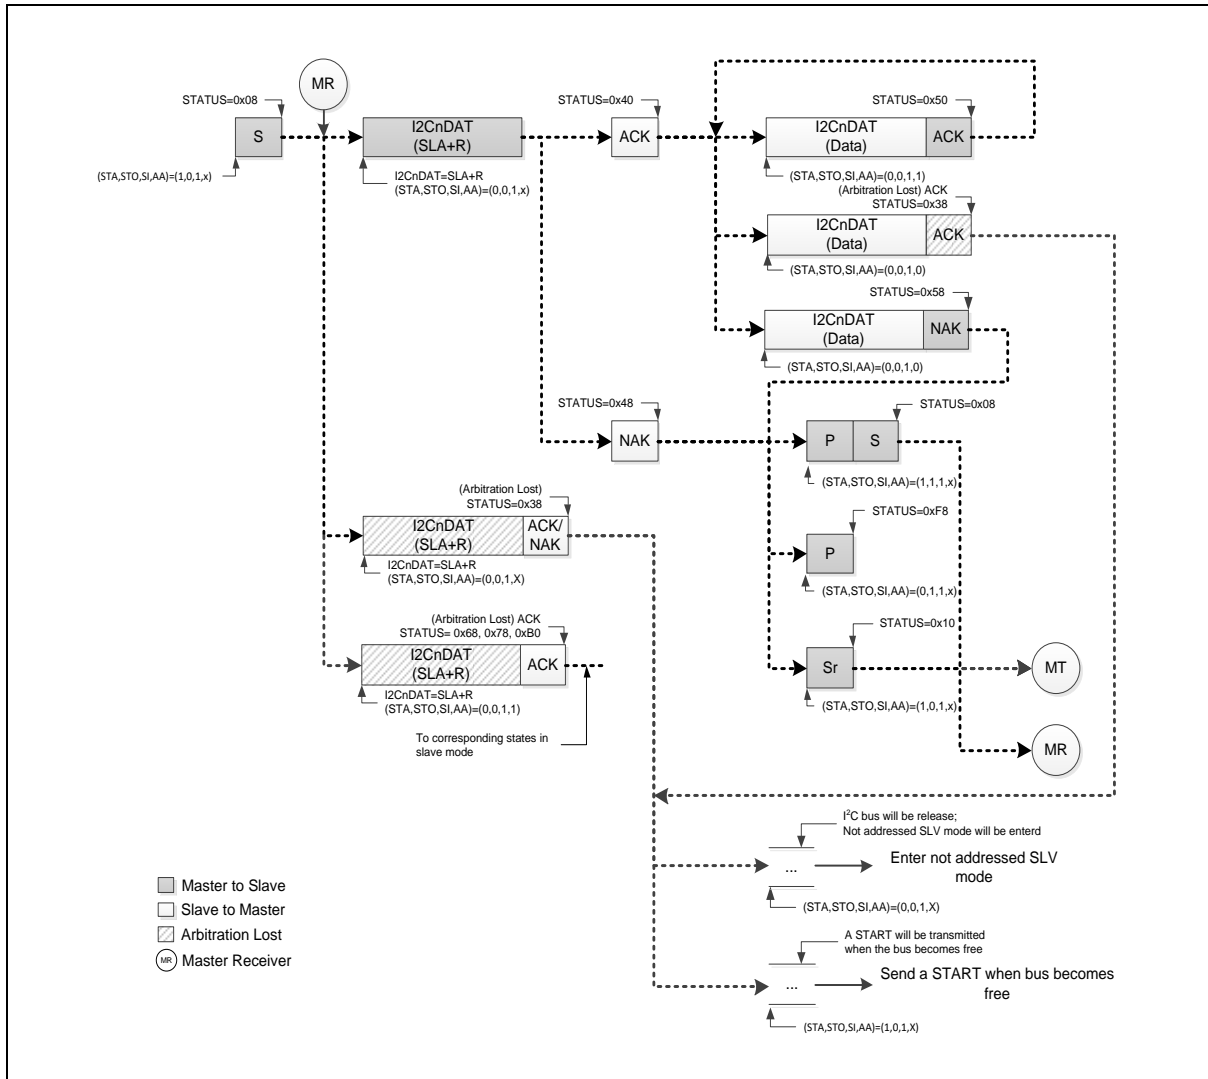 MR
STATUS=0x08
STATUS=0x40
STATUS=0x50
S
I2CnDAT
(SLA+R)
ACK
I2CnDAT
(Data)
ACK
(STA,STO,SI,AA)=(1,0,1,x)
I2CnDAT=SLA+R
(STA,STO,SI,AA)=(0,0,1,x)
(STA,STO,SI,AA)=(0,0,1,1)
(Arbitration Lost) ACK
STATUS=0x38
I2CnDAT
(Data)
ACK
(STA,STO,SI,AA)=(0,0,1,0)
STATUS=0x58
I2CnDAT
(Data)
NAK
(STA,STO,SI,AA)=(0,0,1,0)
STATUS=0x48
STATUS=0x08
NAK
P
S
(STA,STO,SI,AA)=(1,1,1,x)
(Arbitration Lost)
STATUS=0x38
I2CnDAT
(SLA+R)
ACK/
NAK
I2CnDAT=SLA+R
(STA,STO,SI,AA)=(0,0,1,X)
STATUS=0xF8
P
(STA,STO,SI,AA)=(0,1,1,x)
(Arbitration Lost) ACK
STATUS= 0x68, 0x78, 0xB0
I2CnDAT
(SLA+R)
ACK
I2CnDAT=SLA+R
(STA,STO,SI,AA)=(0,0,1,1)
To corresponding states in
slave mode
STATUS=0x10
Sr
MT
(STA,STO,SI,AA)=(1,0,1,x)
MR
I²C bus will be release;
Not addressed SLV mode will be enterd
...
Enter not addressed SLV
mode
(STA,STO,SI,AA)=(0,0,1,X)
A START will be transmitted
when the bus becomes free
...
Send a START when bus becomes
free
(STA,STO,SI,AA)=(1,0,1,X)
Master to Slave
Slave to Master
Arbitration Lost
MR
Master Receiver